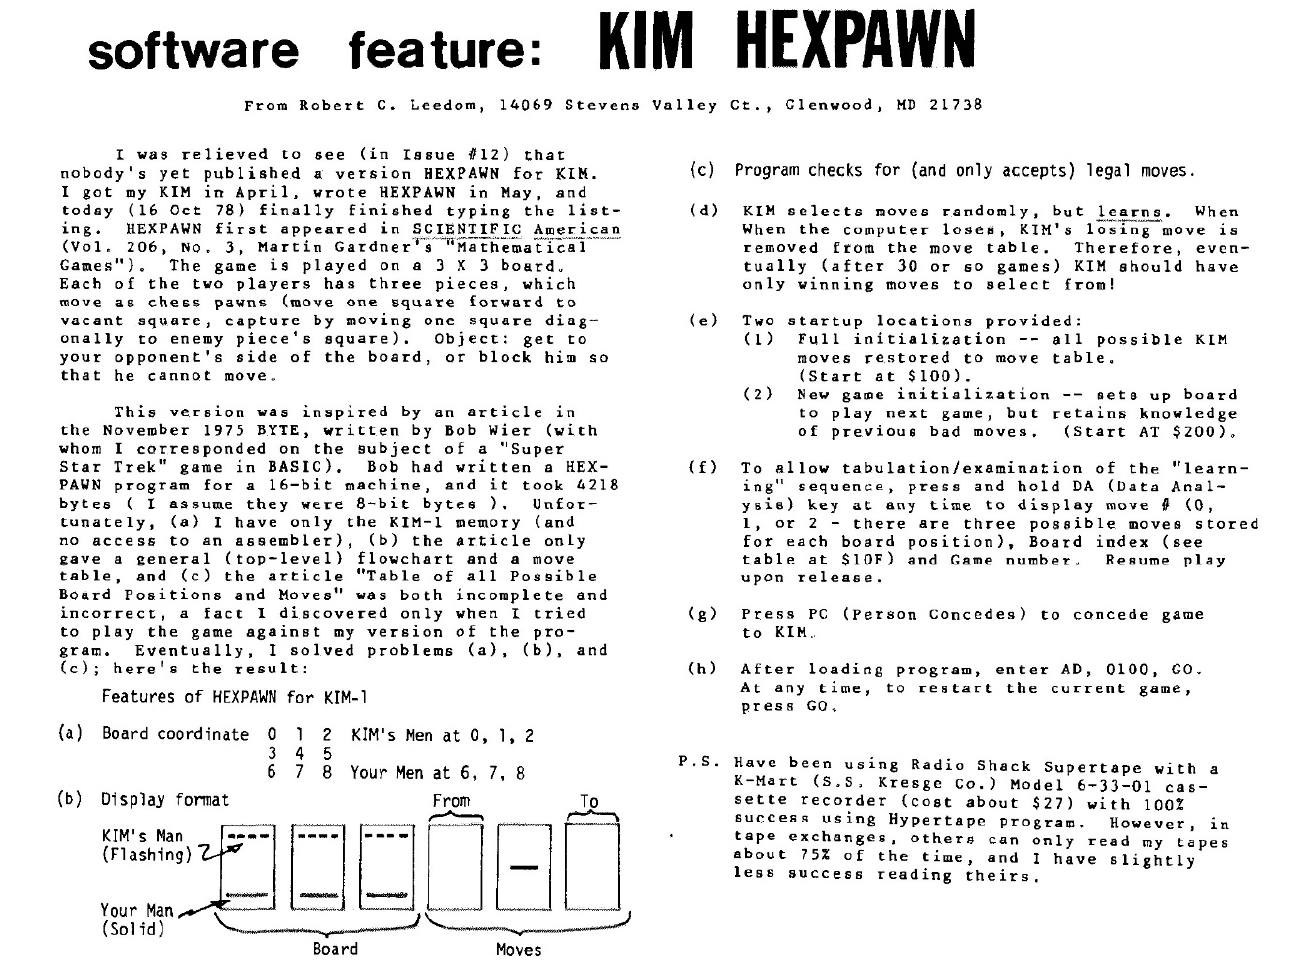 software feature: KIM HEXPAWN
From Robert C. Leedom, 14069 Stevens Valley Ct., Glenwood, MD 21738
I was relieved to see (in Issue #12) that
nobody's yet published a version HEXPAWN for KIM.
I got my KIM in April, wrote HEXPAWN in May, and
today (16 Oct 78) finally finished typing the list-
ing. HEXPAWN first appeared in SCIENTIFIC American
(Vol. 206, No. 3, Martin Gardner's "Mathematical
Games"). The game is played on a 3 X 3 board.
Each of the two players has three pieces, which
move as chess pawns (move one square forward to
vacant square, capture by moving one square diag-
onally to enemy piece's square). Object: get to
your opponent's side of the board, or block him so
that he cannot move.
This version was inspired by an article in
the November 1975 BYTE, written by Bob Wier (with
whom I corresponded on the subject of a "Super
Star Trek" game in BASIC). Bob had written a HEX-
PAWN program for a 16-bit machine, and it took 4218
bytes ( I assume they were 8-bit bytes ). Unfor-
tunately, (a) I have only the KIM-1 memory (and
no access to an assembler), (b) the article only
gave a general (top-level) flowchart and a move
table, and (c) the article "Table of all Possible
Board Positions and Moves" was both incomplete and
incorrect, a fact I discovered only when I tried
to play the game against my version of the pro-
gram. Eventually, I solved problems (a), (b), and
(c); here's the result:
Features of HEXPAWN for KIM-1
(a) Board coordinate 0 1 2 KIM's Men at 0, 1, 2
3 4 5
6 7 8 Your Men at 6, 7, 8
(b) Display format From To
KIM's Man
(Flashing)
Your Man
(Solid)
Board Moves
(c) Program checks for (and only accepts) legal moves.
(d) KIM selects moves randomly, but learns. When
When the computer loses, KIM's losing move is
removed from the move table. Therefore, even-
tually (after 30 or so games) KIM should have
only winning moves to select from!
(e) Two startup locations provided:
(1) Full initialization -- all possible KIM
moves restored to move table.
(Start at $100).
(2) New game initialization -- sets up board
to play next game, but retains knowledge
of previous bad moves. (Start AT $200).
(f) To allow tabulation/examination of the "learn-
ing" sequence, press and hold DA (Data Anal-
ysis) key at any time to display move # (0,
1, or 2 - there are three possible moves stored
for each board position), Board index (see
table at $10F) and Game number. Resume play
upon release.
(g) Press PC (Person Concedes) to concede game
to KIM.
(h) After loading program, enter AD, 0100, GO.
At any time, to restart the current game,
press GO.
P.S. Have been using Radio Shack Supertape with a
K-Mart (S.S. Kresge Co.) Model 6-33-01 cas-
sette recorder (cost about $27) with 100%
success using Hypertape program. However, in
tape exchanges, others can only read my tapes
about 75% of the time, and I have slightly
less success reading theirs.